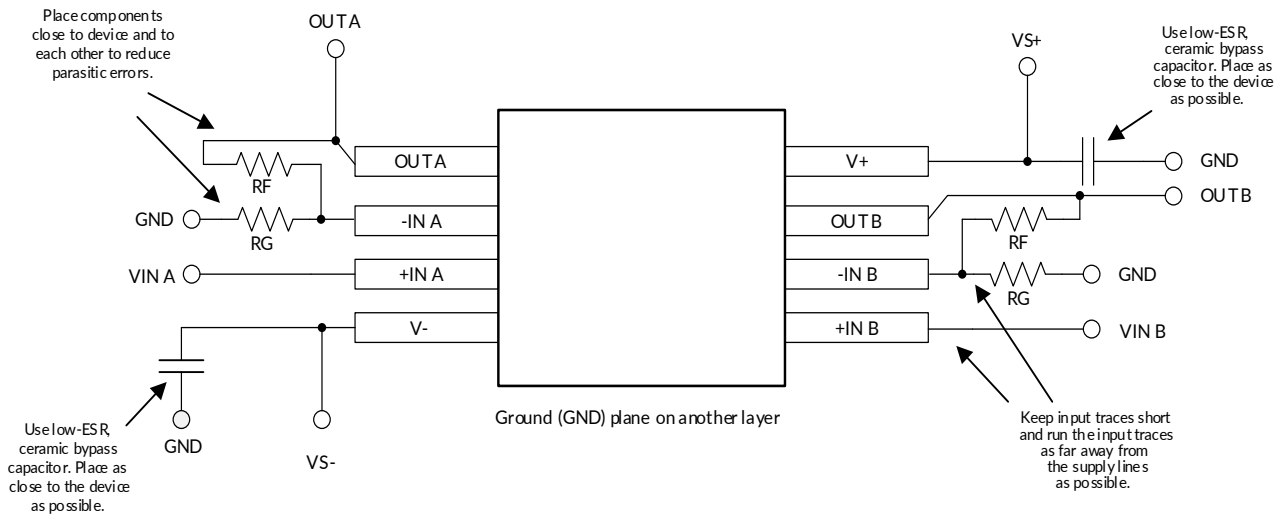 Place components
close to device and to
each other to reduce
parasitic errors.
OUT A
VS+
Use low-ESR,
ceramic bypass
capacitor. Place as
close to the device
as possible.
OUT A
RF
GND
RG
-IN A
VIN A
+IN A
V-
V+
GND
OUT B
OUT B
RF
-IN B
RG
GND
+IN B
VIN B
Use low-ESR,
ceramic bypass
capacitor. Place as
close to the device
as possible.
GND
VS-
Ground (GND) plane on another layer
Keep input traces short
and run the input traces
as far away from
the supply lines
as possible.